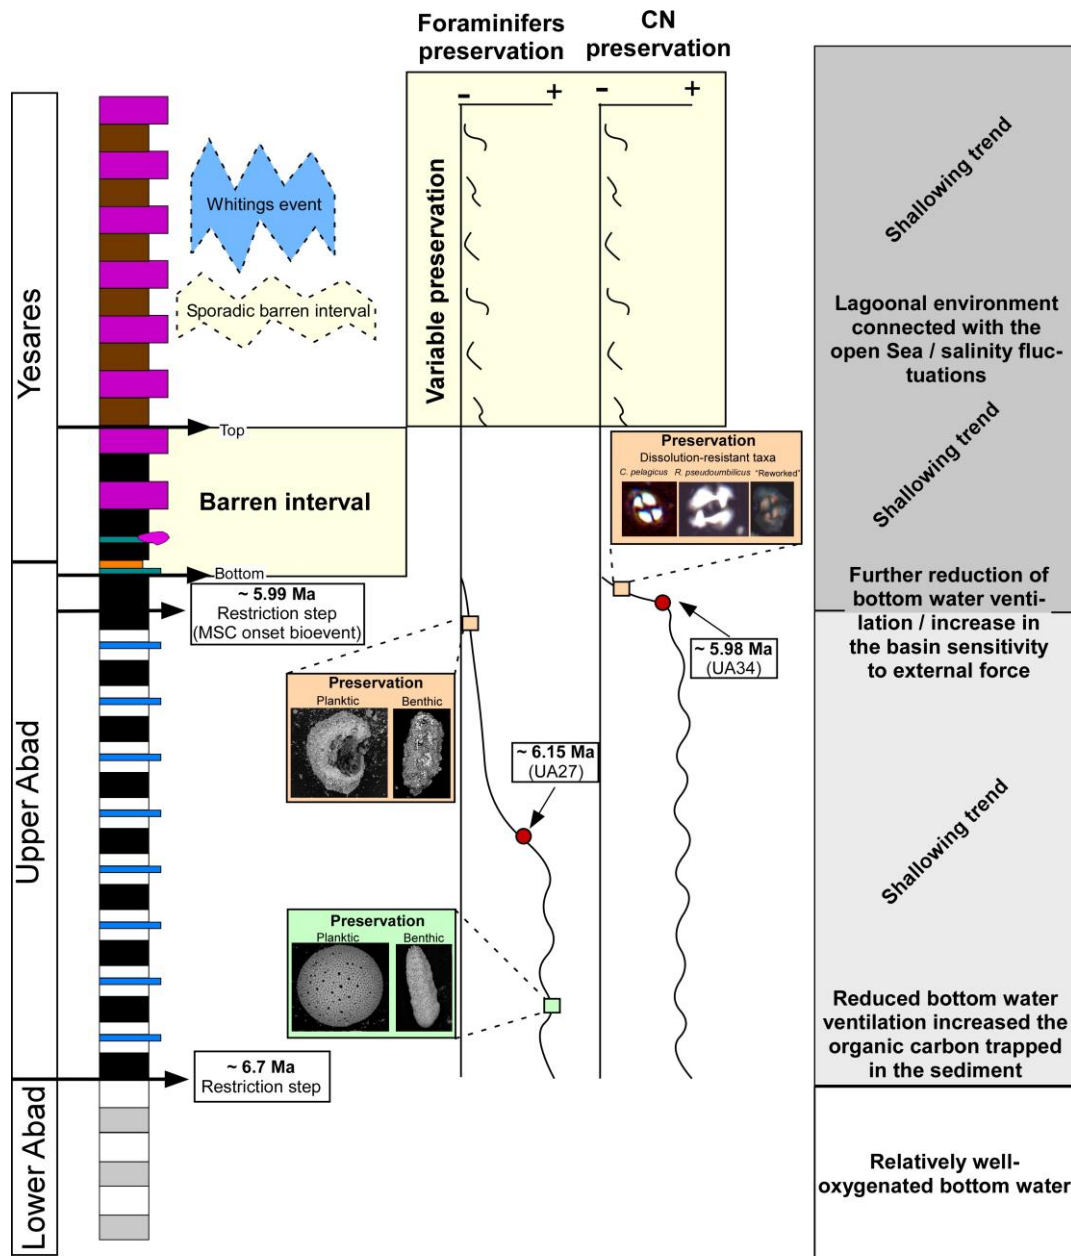 Foraminifers
preservation
CN
preservation
- +
- +
Yesares
Whitings event
Sporadic barren interval
Variable preservation
Shallowing trend
Lagoonal environment
connected with the
open Sea / salinity fluc-
tuations
Top
Barren interval
Bottom
Preservation
Dissolution-resistant taxa
C. pelagicus R. pseudoumbilicus "Reworked"
Shallowing trend
Upper Abad
~ 5.99 Ma
Restriction step
(MSC onset bioevent)
~ 5.98 Ma
(UA34)
Further reduction of
bottom water venti-
lation / increase in
the basin sensitivity
to external force
Preservation
Planktic Benthic
~ 6.15 Ma
(UA27)
Shallowing trend
Preservation
Planktic Benthic
Reduced bottom water
ventilation increased the
organic carbon trapped
in the sediment
~ 6.7 Ma
Restriction step
Lower Abad
Relatively well-
oxygenated bottom water